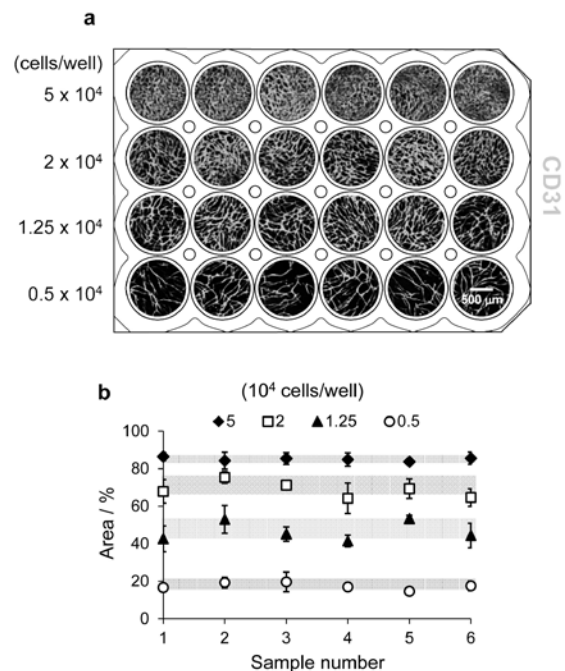 a
(cells/well)
5 x 10⁴
2 x 10⁴
1.25 x 10⁴
0.5 x 10⁴
CD31
500 µm
b
(10⁴ cells/well)
5 2 1.25 0.5
Area / %
100
80
60
40
20
0
1 2 3 4 5 6
Sample number